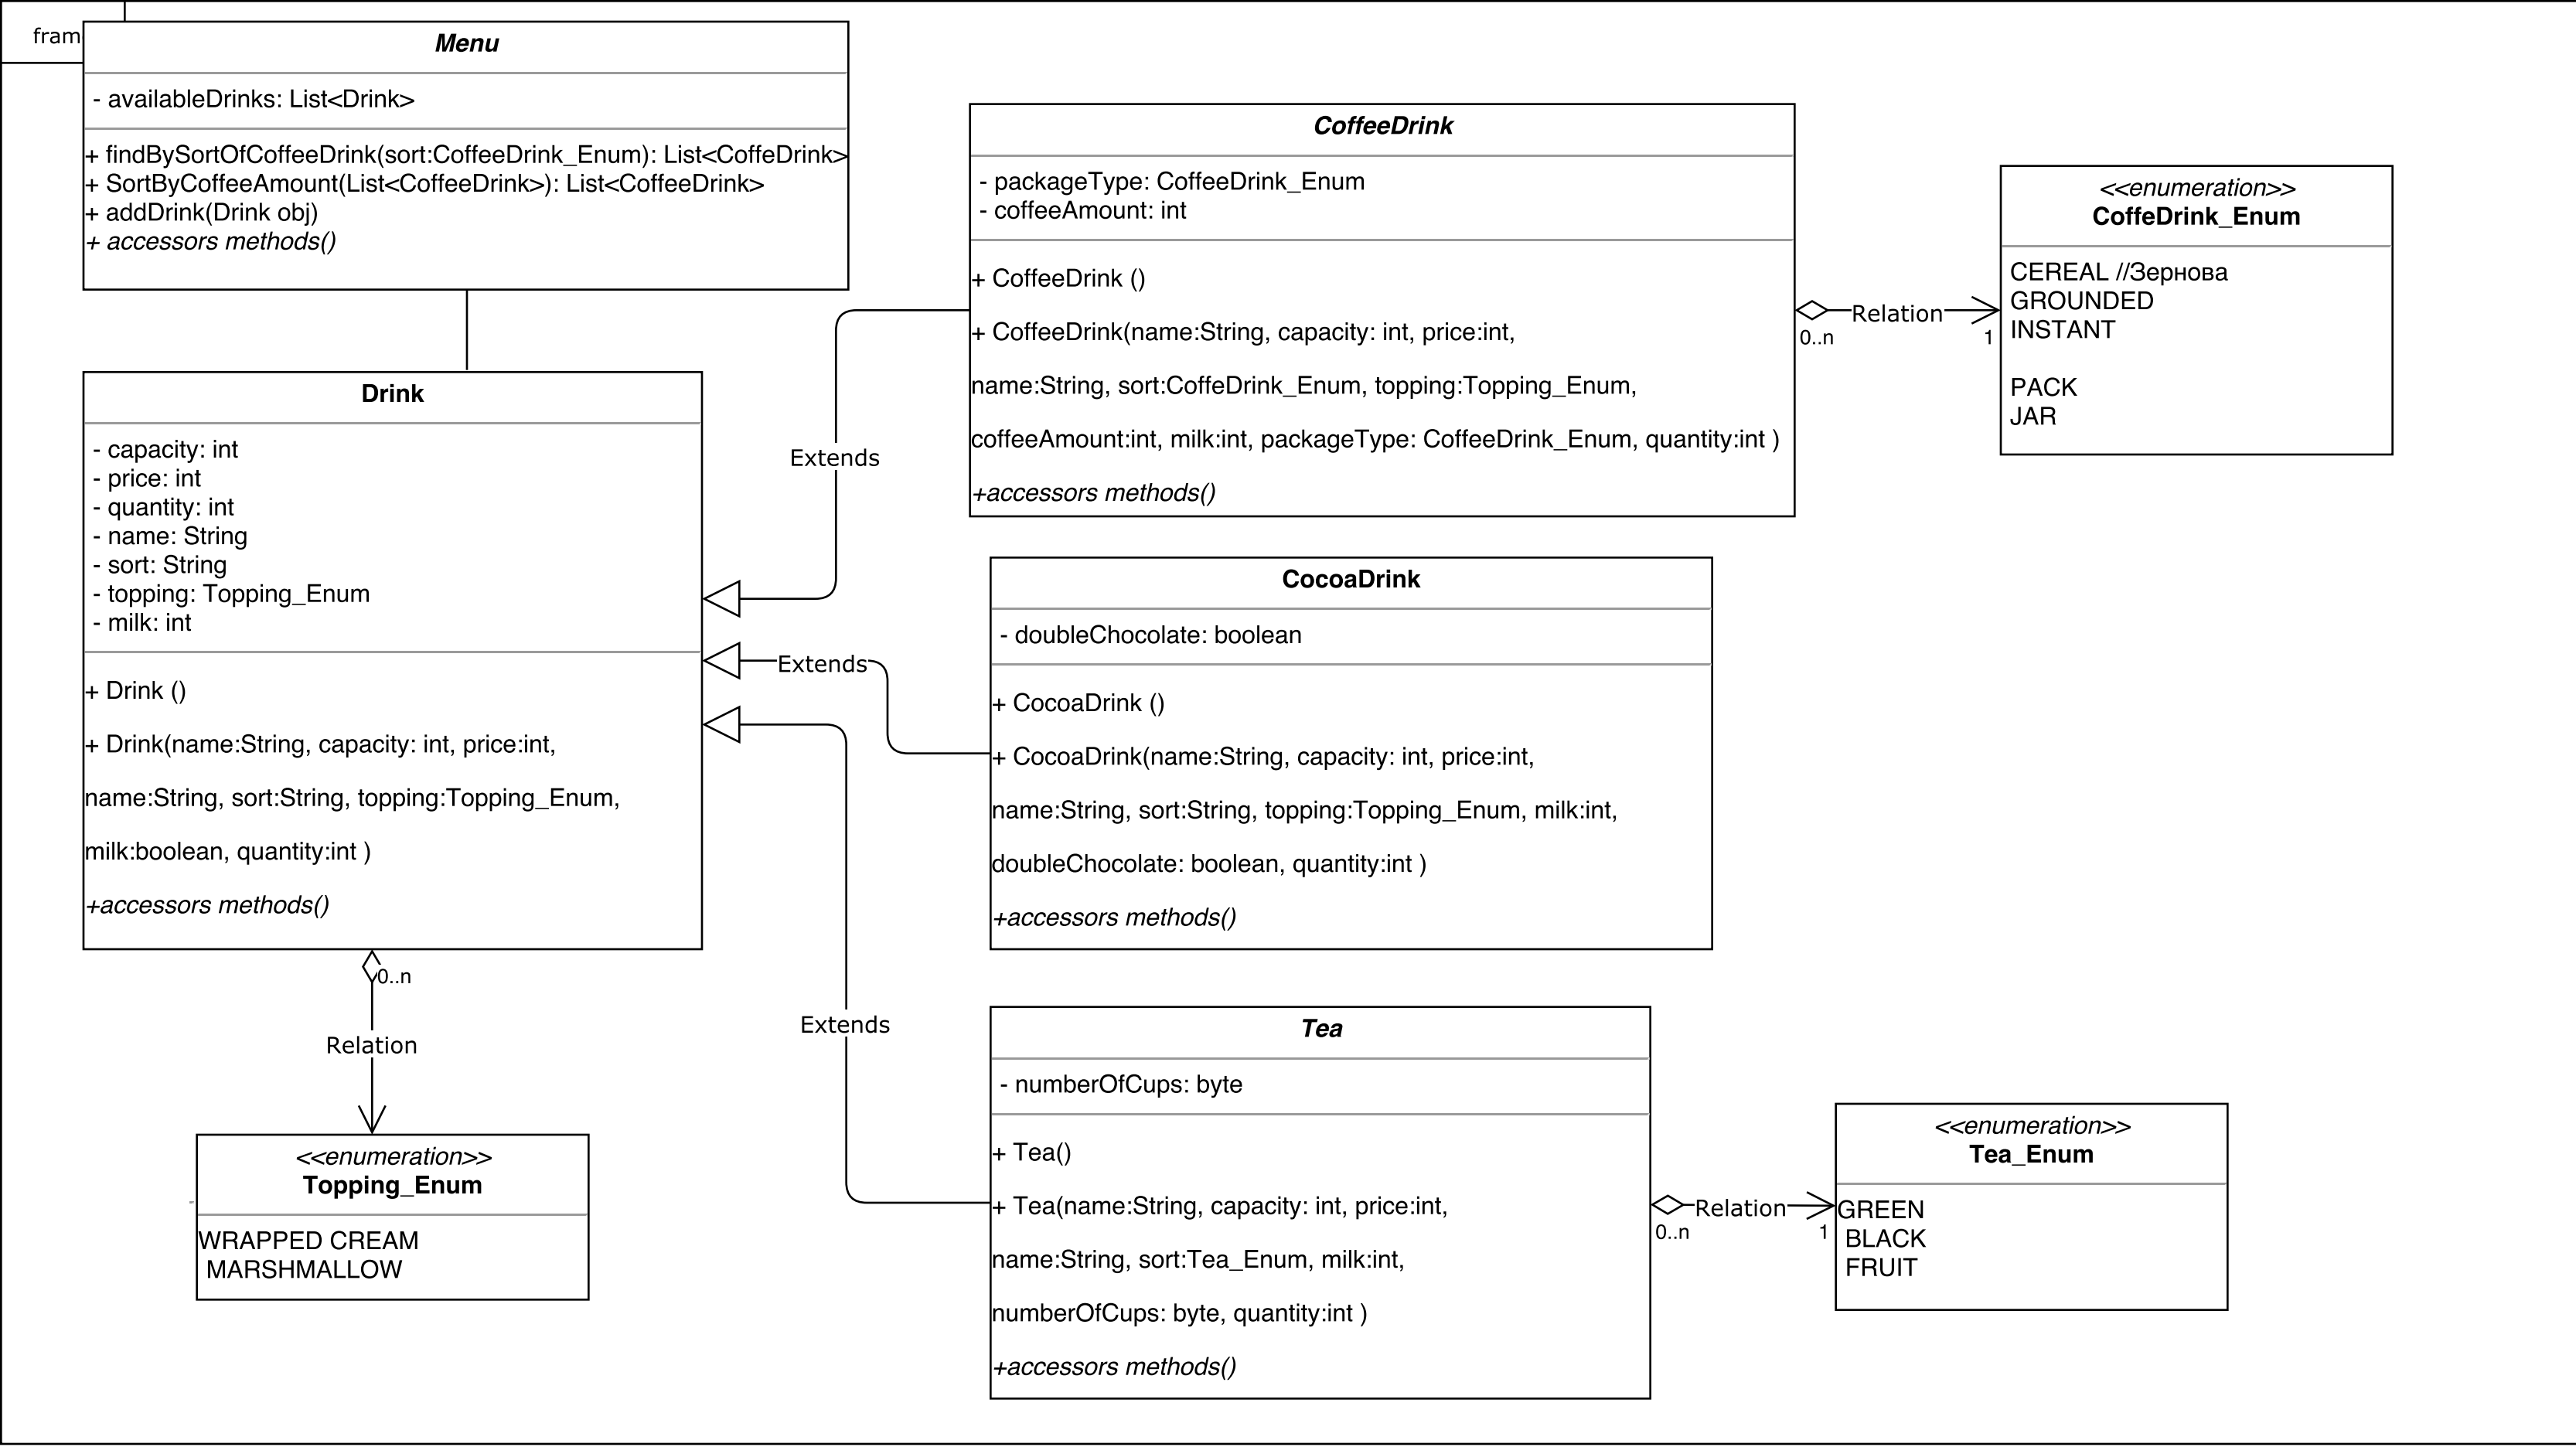 fram
Menu
- availableDrinks: List<Drink>
+ findBySortOfCoffeeDrink(sort:CoffeeDrink_Enum): List<CoffeDrink>
+ SortByCoffeeAmount(List<CoffeeDrink>): List<CoffeeDrink>
+ addDrink(Drink obj)
+ accessors methods()
Drink
- capacity: int
- price: int
- quantity: int
- name: String
- sort: String
- topping: Topping_Enum
- milk: int
+ Drink ()
+ Drink(name:String, capacity: int, price:int,
name:String, sort:String, topping:Topping_Enum,
milk:boolean, quantity:int )
+accessors methods()
0..n
Relation
<<enumeration>>
Topping_Enum
WRAPPED CREAM
MARSHMALLOW
Extends
Extends
Extends
CoffeeDrink
- packageType: CoffeeDrink_Enum
- coffeeAmount: int
+ CoffeeDrink ()
+ CoffeeDrink(name:String, capacity: int, price:int,
name:String, sort:CoffeDrink_Enum, topping:Topping_Enum,
coffeeAmount:int, milk:int, packageType: CoffeeDrink_Enum, quantity:int )
+accessors methods()
Relation
0..n
1
<<enumeration>>
CoffeDrink_Enum
CEREAL //Зернова
GROUNDED
INSTANT
PACK
JAR
CocoaDrink
- doubleChocolate: boolean
+ CocoaDrink ()
+ CocoaDrink(name:String, capacity: int, price:int,
name:String, sort:String, topping:Topping_Enum, milk:int,
doubleChocolate: boolean, quantity:int )
+accessors methods()
Tea
- numberOfCups: byte
+ Tea()
+ Tea(name:String, capacity: int, price:int,
name:String, sort:Tea_Enum, milk:int,
numberOfCups: byte, quantity:int )
+accessors methods()
Relation
0..n
1
<<enumeration>>
Tea_Enum
GREEN
BLACK
FRUIT